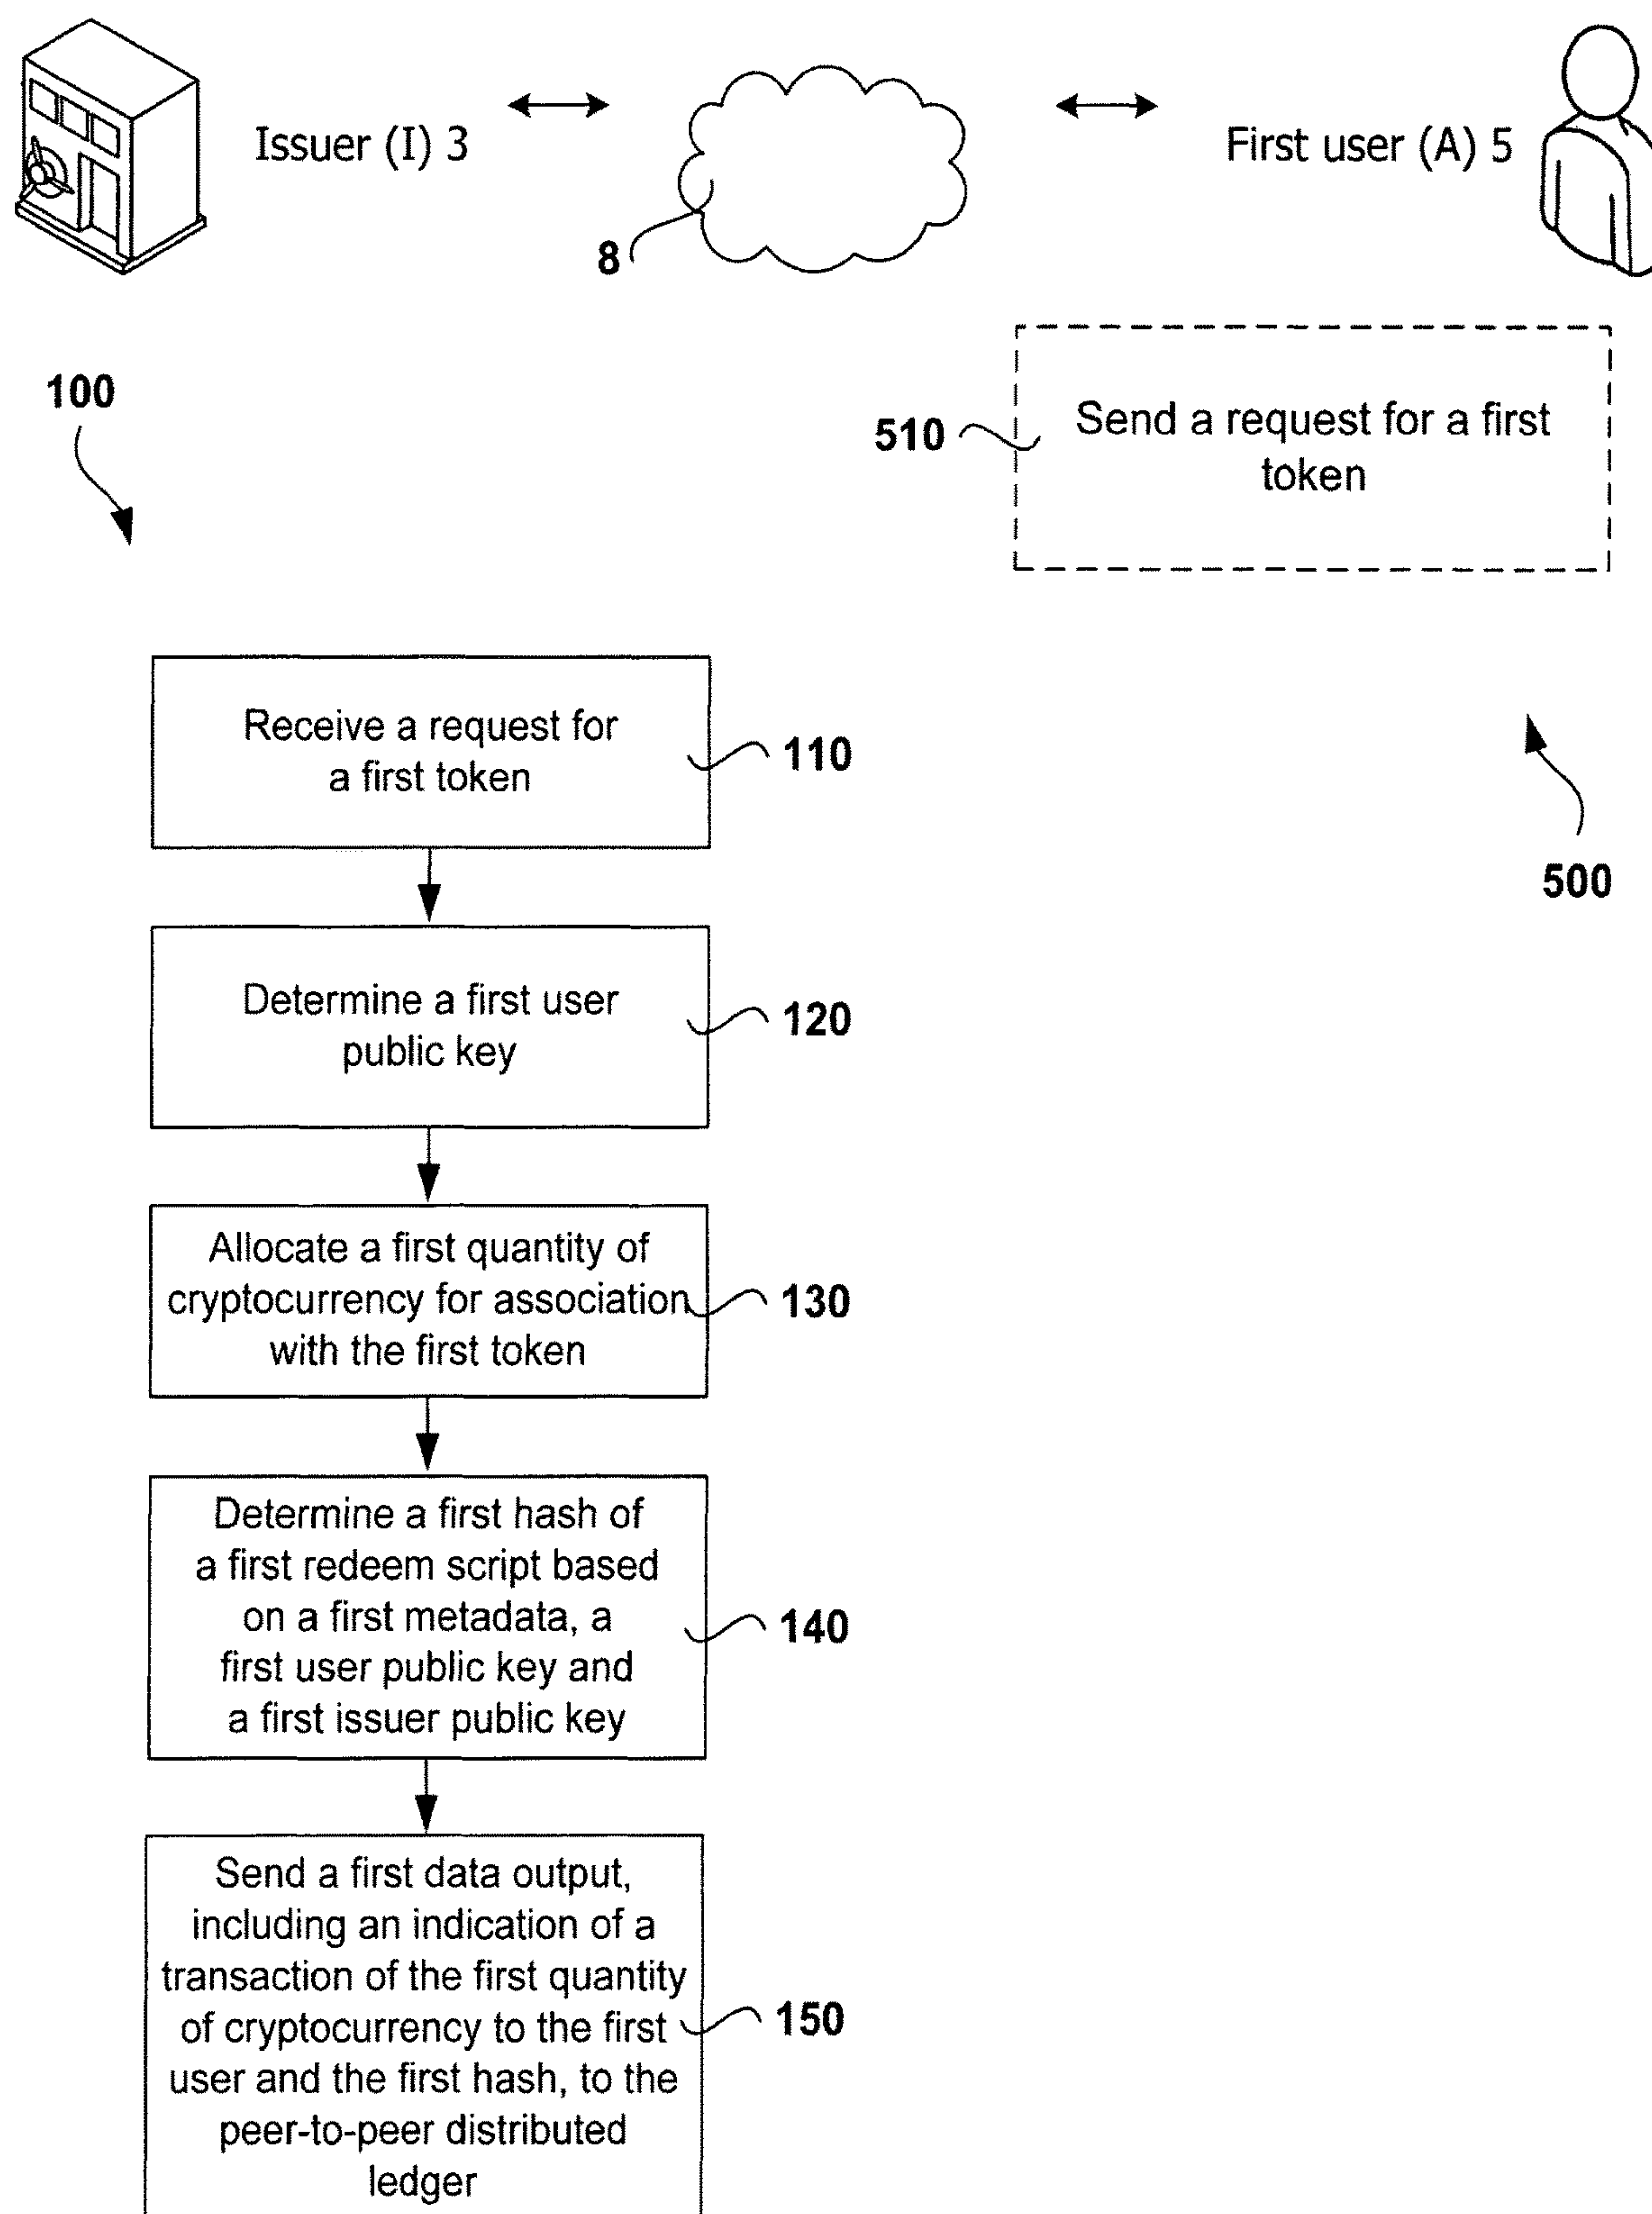 Issuer (I) 3
First user (A) 5
8
100
510
Send a request for a first
token
Receive a request for
a first token
110
500
Determine a first user
public key
120
Allocate a first quantity of
cryptocurrency for association
with the first token
130
Determine a first hash of
a first redeem script based
on a first metadata, a
first user public key and
a first issuer public key
140
Send a first data output,
including an indication of a
transaction of the first quantity
of cryptocurrency to the first
user and the first hash, to the
peer-to-peer distributed
ledger
150